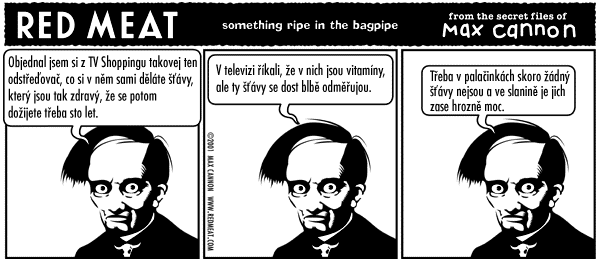 RED MEAT
something ripe in the bagpipe
from the secret files of
max cannon
Objednal jsem si z TV Shoppingu takovej ten
odstřeďovač, co si v něm sami děláte šťávy,
který jsou tak zdravý, že se potom
dožijete třeba sto let.
V televizi říkali, že v nich jsou vitamíny,
ale ty šťávy se dost blbě odměřujou.
©2001 MAX CANNON WWW.REDMEAT.COM
Třeba v palačinkách skoro žádný
šťávy nejsou a ve slanině je jich
zase hrozně moc.